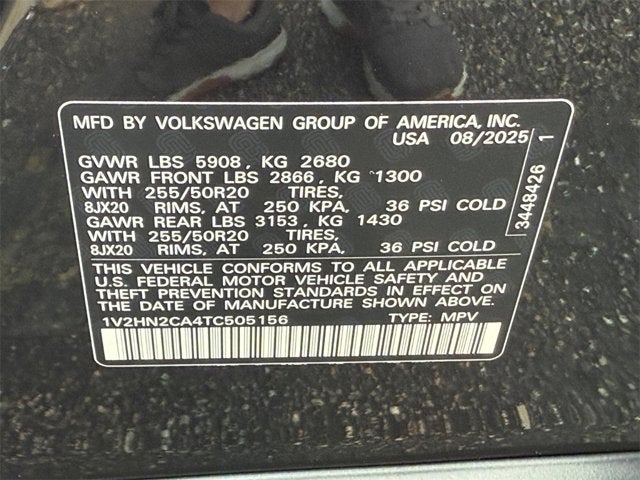 MFD BY VOLKSWAGEN GROUP OF AMERICA, INC.
USA 08/2025
GVWR LBS 5908, KG 2680
GAWR FRONT LBS 2866, KG 1300
WITH 255/50R20 TIRES,
8JX20 RIMS, AT 250 KPA, 36 PSI COLD
GAWR REAR LBS 3153, KG 1430
WITH 255/50R20 TIRES,
8JX20 RIMS, AT 250 KPA, 36 PSI COLD
THIS VEHICLE CONFORMS TO ALL APPLICABLE
U.S. FEDERAL MOTOR VEHICLE SAFETY AND
THEFT PREVENTION STANDARDS IN EFFECT ON
THE DATE OF MANUFACTURE SHOWN ABOVE.
1V2HN2CA4TC505156 TYPE: MPV
3448426 1